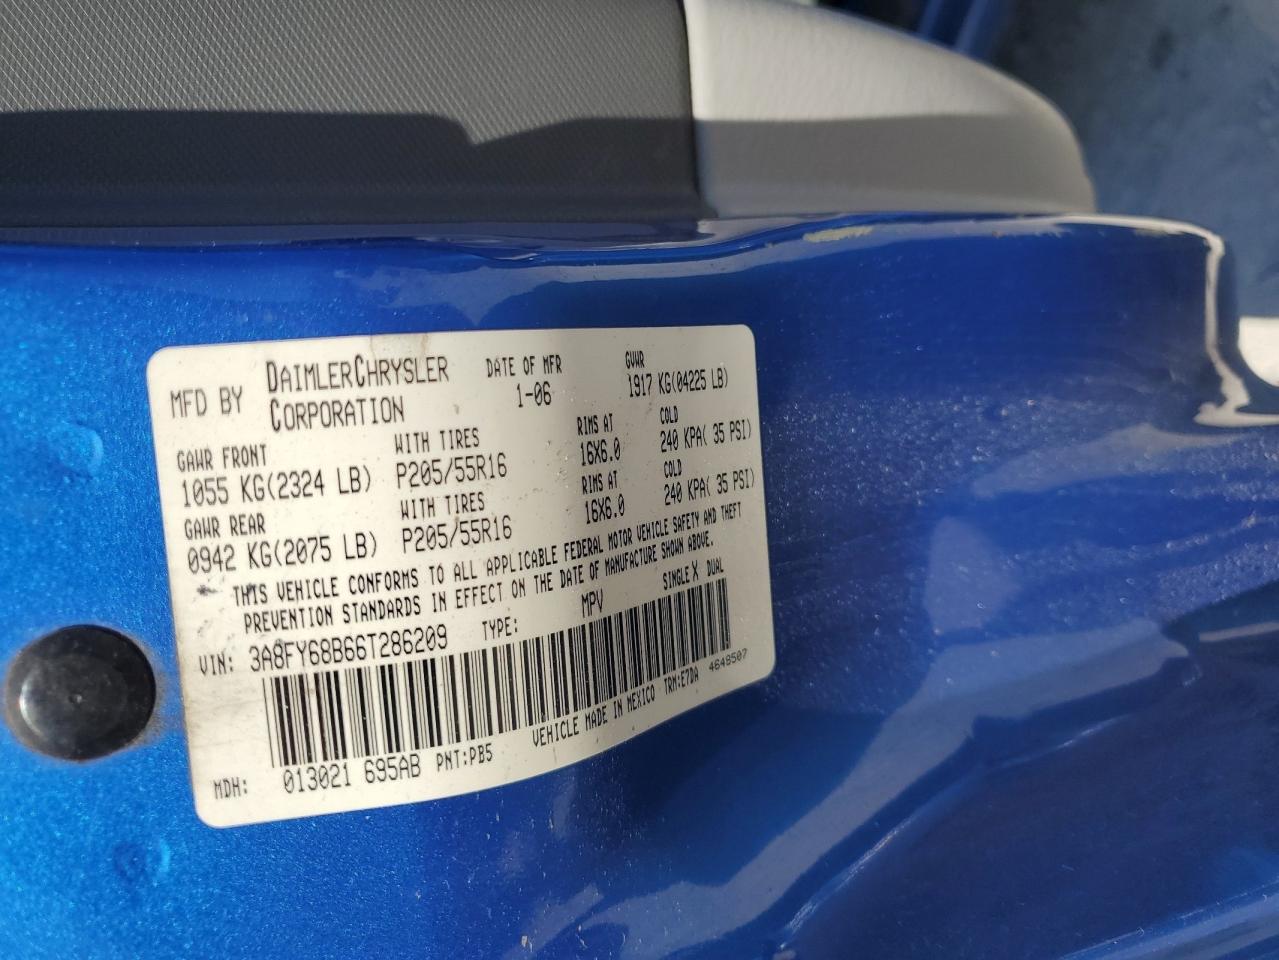 MFD BY DAIMLERCHRYSLER CORPORATION DATE OF MFR 1-06 GVWR 1917 KG(04225 LB)
GAWR FRONT WITH TIRES RIMS AT COLD
1055 KG(2324 LB) P205/55R16 16X6.0 240 KPA( 35 PSI)
GAWR REAR WITH TIRES RIMS AT COLD
0942 KG(2075 LB) P205/55R16 16X6.0 240 KPA( 35 PSI)
THIS VEHICLE CONFORMS TO ALL APPLICABLE FEDERAL MOTOR VEHICLE SAFETY AND THEFT
PREVENTION STANDARDS IN EFFECT ON THE DATE OF MANUFACTURE SHOWN ABOVE.
VIN: 3A8FY68B66T286209 TYPE: MPV SINGLE X DUAL
MDH: 013021 695AB PNT:PB5 VEHICLE MADE IN MEXICO TRM:E7DA 4648507